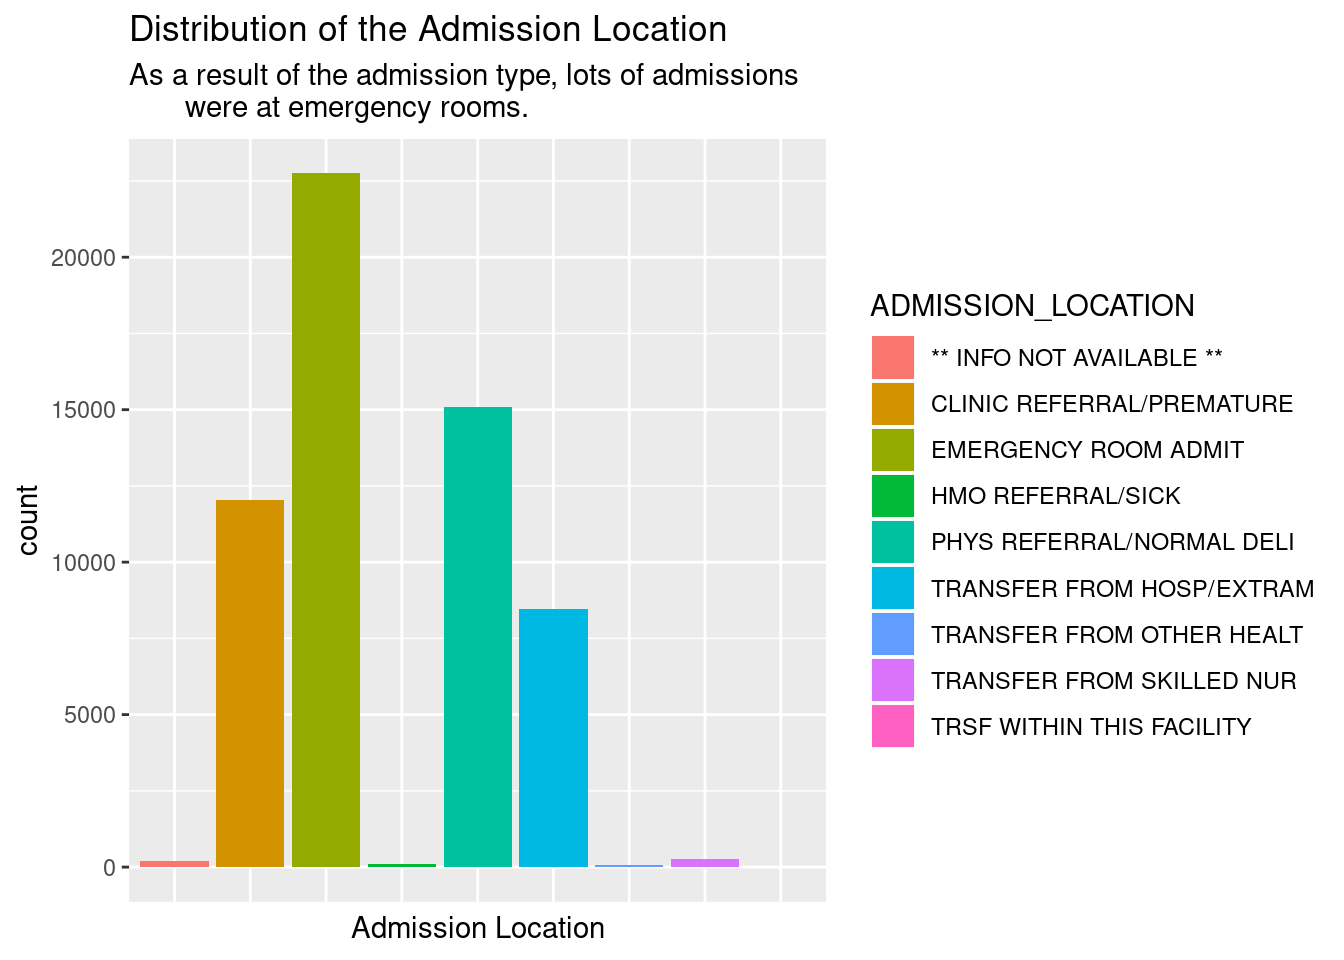 Distribution of the Admission Location
As a result of the admission type, lots of admissions
were at emergency rooms.
20000
15000
10000
5000
0
count
Admission Location
ADMISSION_LOCATION
** INFO NOT AVAILABLE **
CLINIC REFERRAL/PREMATURE
EMERGENCY ROOM ADMIT
HMO REFERRAL/SICK
PHYS REFERRAL/NORMAL DELI
TRANSFER FROM HOSP/EXTRAM
TRANSFER FROM OTHER HEALT
TRANSFER FROM SKILLED NUR
TRSF WITHIN THIS FACILITY